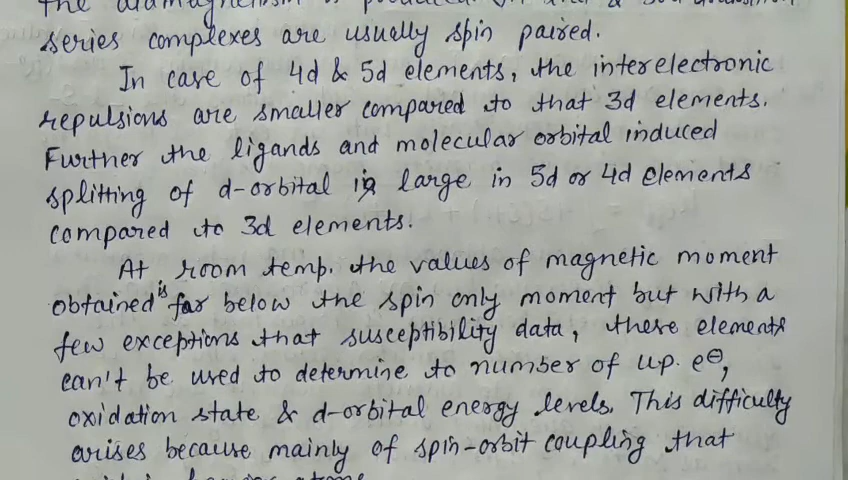 the diamagnetism is produced
series complexes are usually spin paired.
In case of 4d & 5d elements, the interelectronic
repulsions are smaller compared to that 3d elements.
Further the ligands and molecular orbital induced
splitting of d-orbital is large in 5d or 4d elements
compared to 3d elements.
At room temp. the values of magnetic moment
obtained is far below the spin only moment but with a
few exceptions that susceptibility data, these elements
can't be used to determine to number of up. e⊖,
oxidation state & d-orbital energy levels. This difficulty
arises because mainly of spin-orbit coupling that